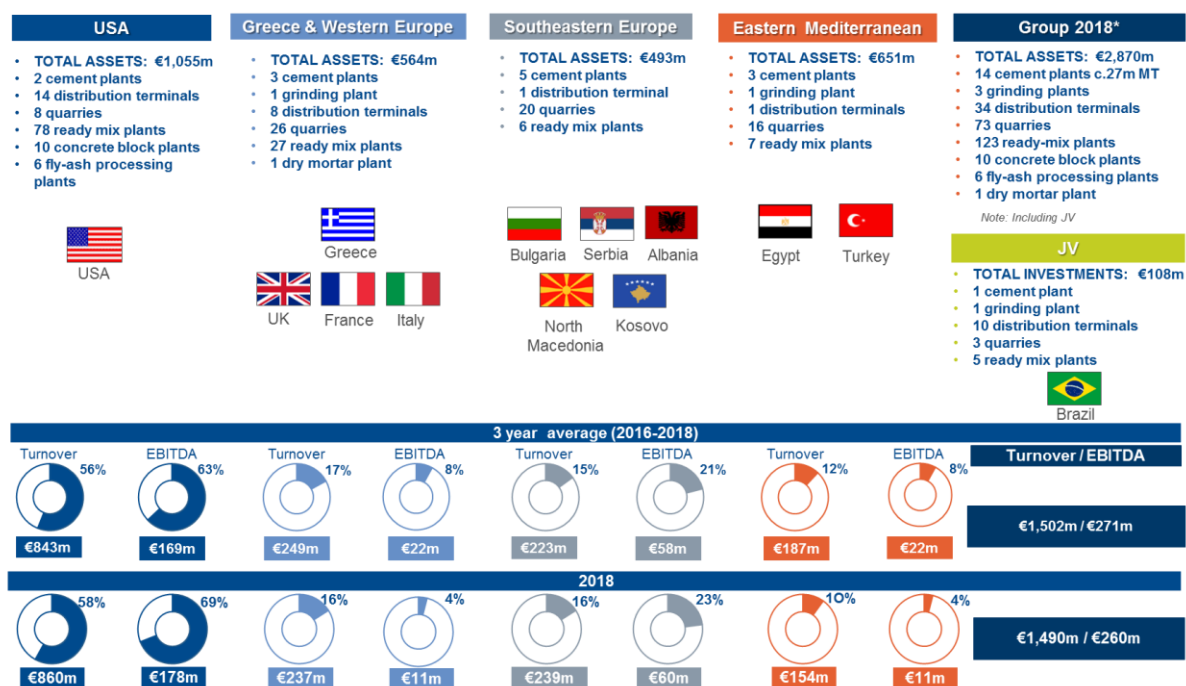 USA
• TOTAL ASSETS: €1,055m
• 2 cement plants
• 14 distribution terminals
• 8 quarries
• 78 ready mix plants
• 10 concrete block plants
• 6 fly-ash processing
plants
USA
Greece & Western Europe
• TOTAL ASSETS: €564m
• 3 cement plants
• 1 grinding plant
• 8 distribution terminals
• 26 quarries
• 27 ready mix plants
• 1 dry mortar plant
Greece
UK
France
Italy
Southeastern Europe
• TOTAL ASSETS: €493m
• 5 cement plants
• 1 distribution terminal
• 20 quarries
• 6 ready mix plants
Bulgaria
Serbia
Albania
North
Macedonia
Kosovo
Eastern Mediterranean
• TOTAL ASSETS: €651m
• 3 cement plants
• 1 grinding plant
• 1 distribution terminals
• 16 quarries
• 7 ready mix plants
Egypt
Turkey
Group 2018*
• TOTAL ASSETS: €2,870m
• 14 cement plants c.27m MT
• 3 grinding plants
• 34 distribution terminals
• 73 quarries
• 123 ready-mix plants
• 10 concrete block plants
• 6 fly-ash processing plants
• 1 dry mortar plant
Note: Including JV
JV
• TOTAL INVESTMENTS: €108m
• 1 cement plant
• 1 grinding plant
• 10 distribution terminals
• 3 quarries
• 5 ready mix plants
Brazil
3 year average (2016-2018)
Turnover
56%
€843m
EBITDA
63%
€169m
Turnover
17%
€249m
EBITDA
8%
€22m
Turnover
15%
€223m
EBITDA
21%
€58m
Turnover
12%
€187m
EBITDA
8%
€22m
Turnover / EBITDA
€1,502m / €271m
2018
58%
€860m
69%
€178m
16%
€237m
4%
€11m
16%
€239m
23%
€60m
10%
€154m
4%
€11m
€1,490m / €260m